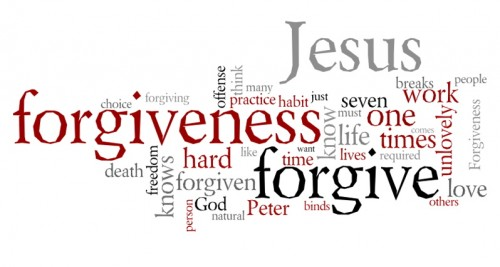 Jesus
offense
think
many
breaks
people
choice
forgiving
practice
habit
just
seven
work
forgiveness
must
one
know
life
times
comes
unlovely
Forgiveness
hard
like
time
want
lives
required
death
freedom
knows
forgiven
forgive
love
person
God
natural
Peter
binds
others